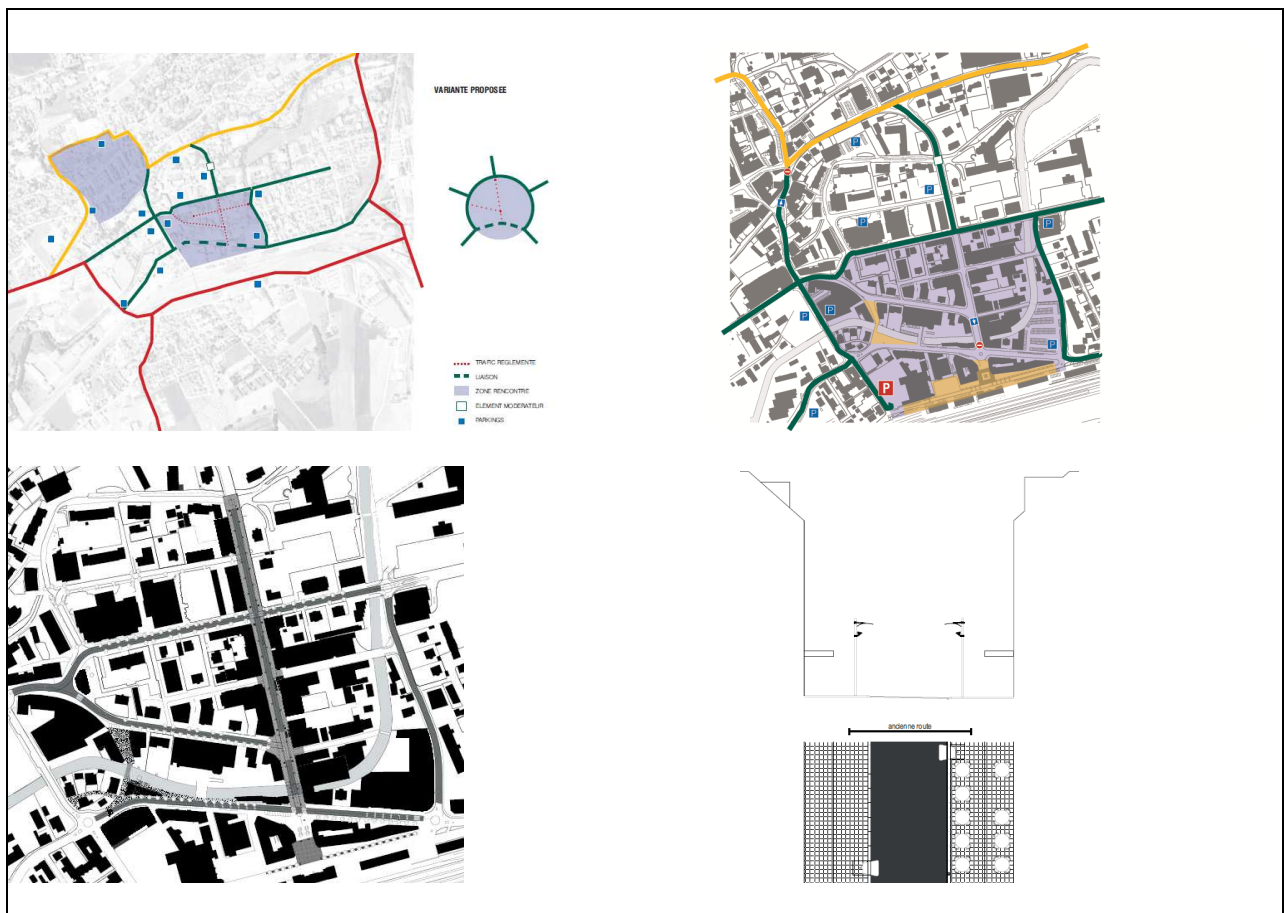 VARIANTE PROPOSEE
TRAFIC REGLEMENTE
LIAISON
ZONE RENCONTRE
ELEMENT MODERATEUR
PARKINGS
P
P
P
P
P
P
P
P
P
ancienne route